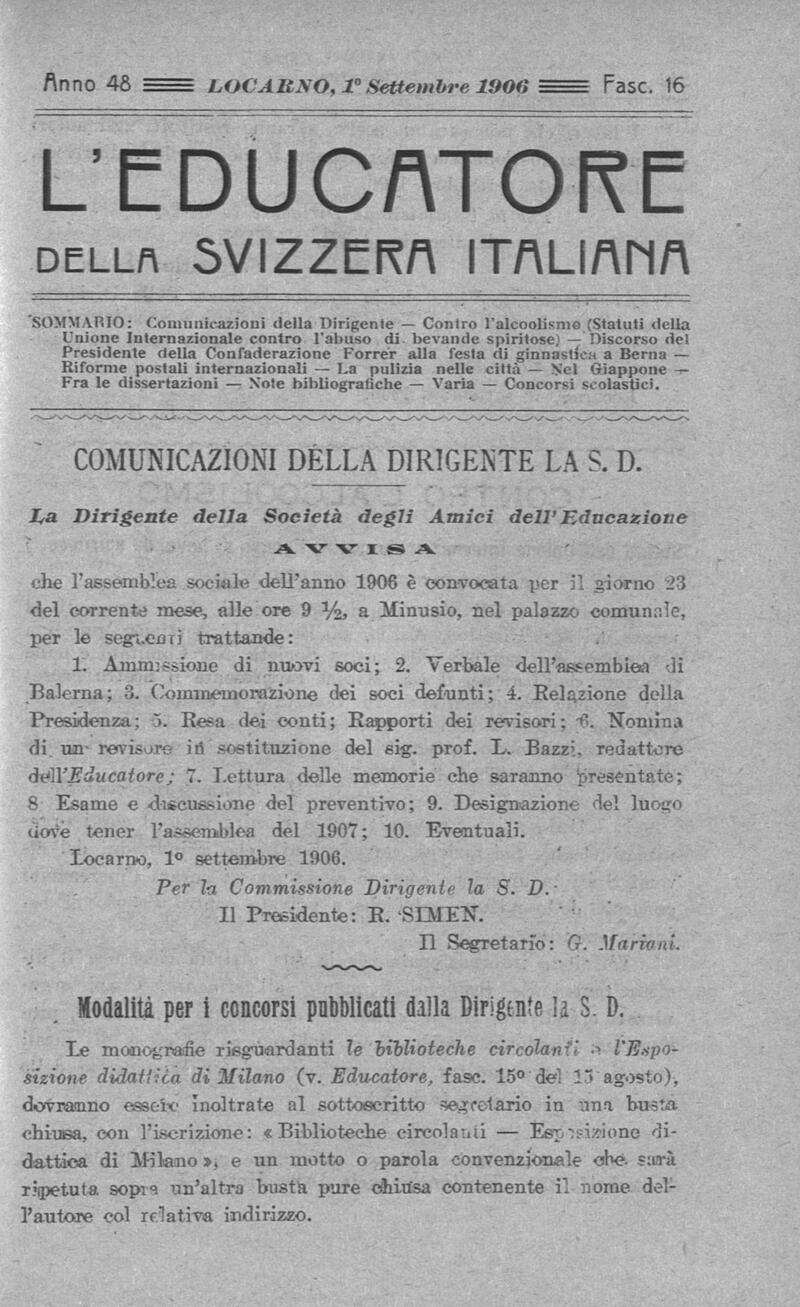 Anno 48 LOCARNO, 1° Settembre 1906 Fasc. 16
L'EDUCATORE
DELLA SVIZZERA ITALIANA
SOMMARIO: Comunicazioni della Dirigente — Contro l'alcoolismo (Statuti della
Unione Internazionale contro l'abuso di bevande spiritose) — Discorso del
Presidente della Confaderazione Forrer alla festa di ginnastica a Berna —
Riforme postali internazionali — La pulizia nelle città — Nel Giappone —
Fra le dissertazioni — Note bibliografiche — Varia — Concorsi scolastici.
COMUNICAZIONI DELLA DIRIGENTE LA S. D.
La Dirigente della Società degli Amici dell'Educazione
AVVISA
che l'assemblea sociale dell'anno 1906 è convocata per il giorno 23
del corrente mese, alle ore 9 ½, a Minusio, nel palazzo comunale,
per le seguenti trattande:
1. Ammissione di nuovi soci; 2. Verbale dell'assemblea di
Balerna; 3. Commemorazione dei soci defunti; 4. Relazione della
Presidenza; 5. Resa dei conti; Rapporti dei revisori; 6. Nomina
di un revisore in sostituzione del sig. prof. L. Bazzi, redattore
dell'Educatore; 7. Lettura delle memorie che saranno presentate;
8 Esame e discussione del preventivo; 9. Designazione del luogo
dove tener l'assemblea del 1907; 10. Eventuali.
Locarno, 1º settembre 1906.
Per la Commissione Dirigente la S. D.
Il Presidente: R. SIMEN.
Il Segretario: G. Mariani.
Modalità per i concorsi pubblicati dalla Dirigente la S. D.
Le monografie risguardanti le biblioteche circolanti a l'Espo-
sizione didattica di Milano (v. Educatore, fasc. 15º del 15 agosto),
dovranno essere inoltrate al sottoscritto segretario in una busta
chiusa, con l'iscrizione: «Biblioteche circolanti — Esposizione di-
dattica di Milano», e un motto o parola convenzionale che sarà
ripetuta sopra un'altra busta pure chiusa contenente il nome del-
l'autore col relativa indirizzo.